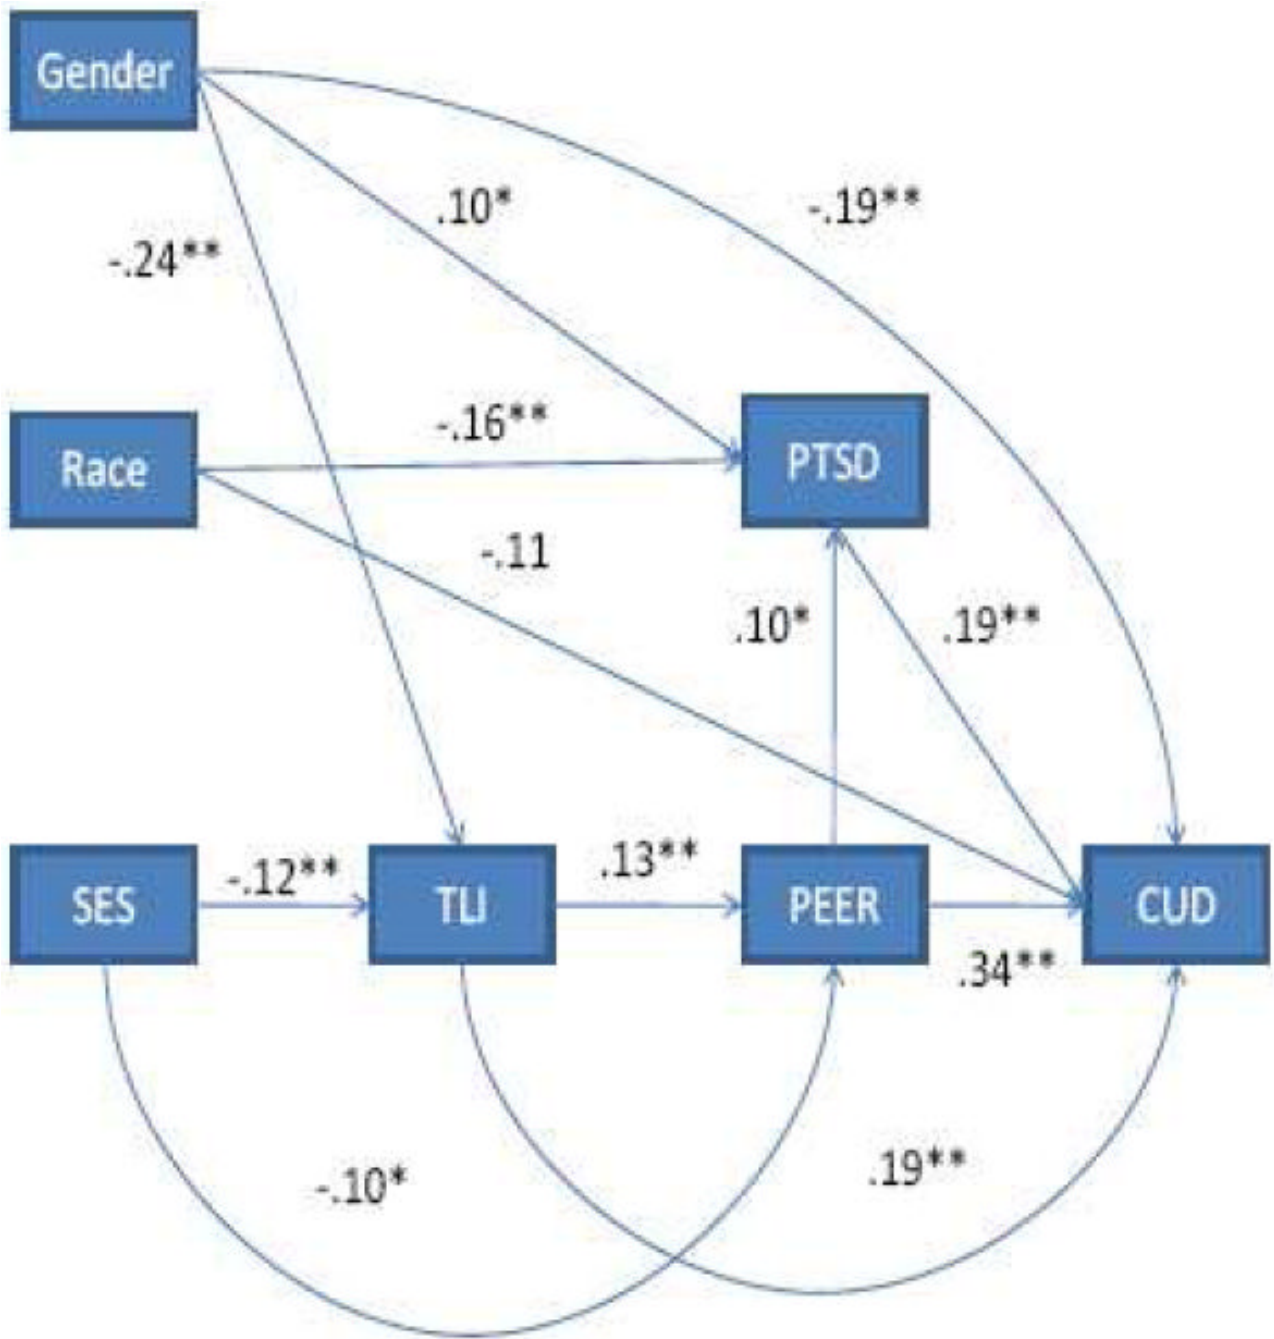 Gender
.10*
-.19**
-.24**
Race
-.16**
PTSD
-.11
.10*
.19**
SES
-.12**
TLI
.13**
PEER
.34**
CUD
-.10*
.19**